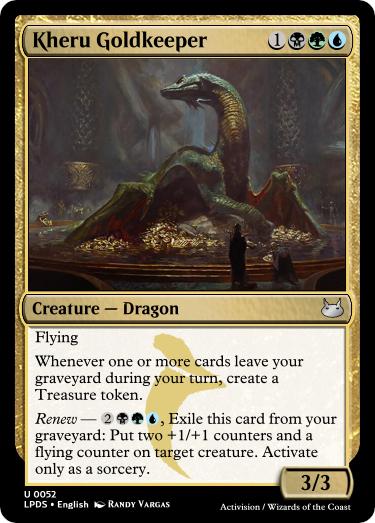 Kheru Goldkeeper 1
Creature — Dragon
Flying
Whenever one or more cards leave your
graveyard during your turn, create a
Treasure token.
Renew — 2, Exile this card from your
graveyard: Put two +1/+1 counters and a
flying counter on target creature. Activate
only as a sorcery.
3/3
U 0052
LPDS • English Randy Vargas
Activision / Wizards of the Coast